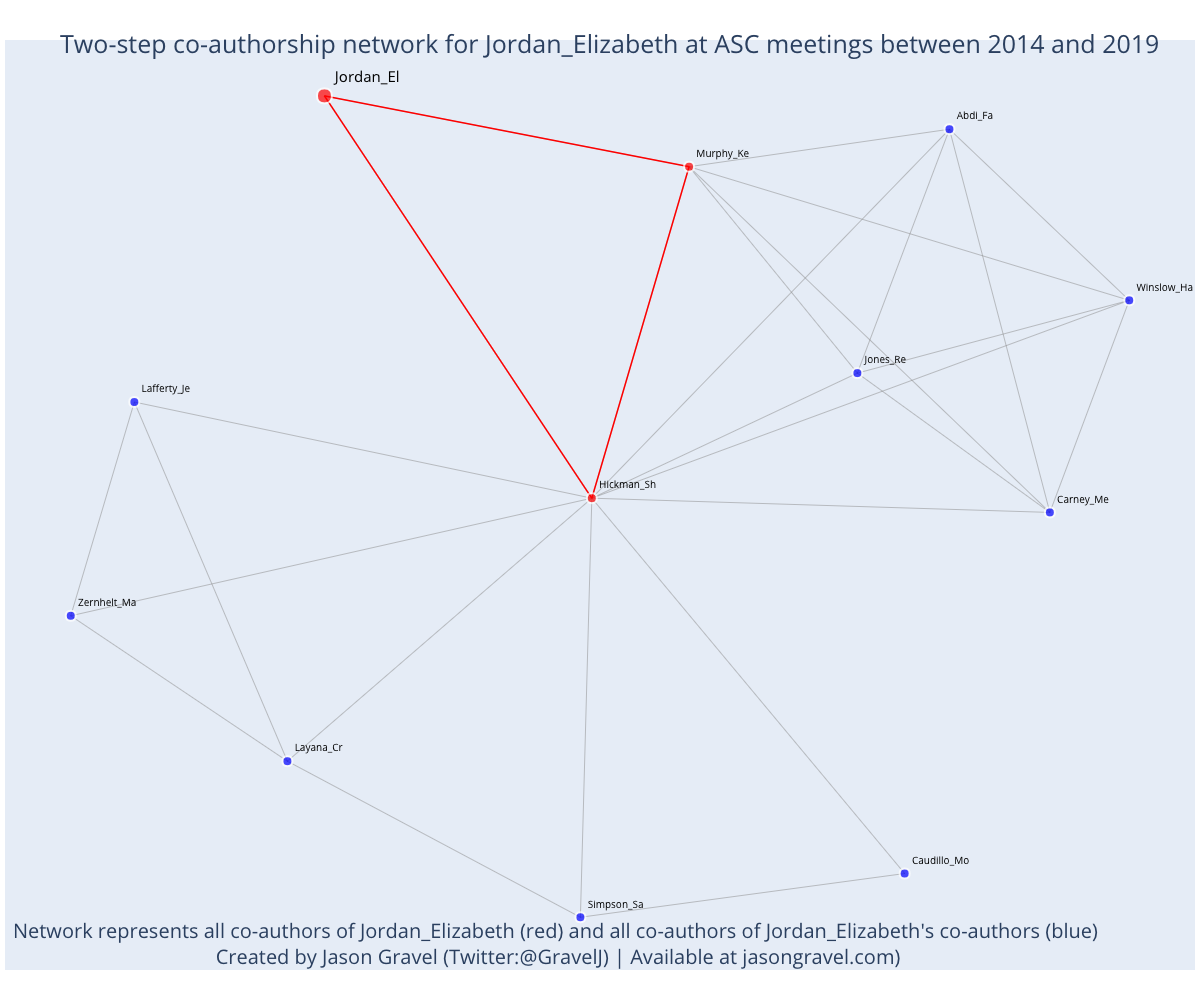 Two-step co-authorship network for Jordan_Elizabeth at ASC meetings between 2014 and 2019
Jordan_El
Abdi_Fa
Murphy_Ke
Winslow_Ha
Jones_Re
Lafferty_Je
Hickman_Sh
Carney_Me
Zernhelt_Ma
Layana_Cr
Caudillo_Mo
Simpson_Sa
Network represents all co-authors of Jordan_Elizabeth (red) and all co-authors of Jordan_Elizabeth's co-authors (blue)
Created by Jason Gravel (Twitter:@GravelJ) | Available at jasongravel.com)